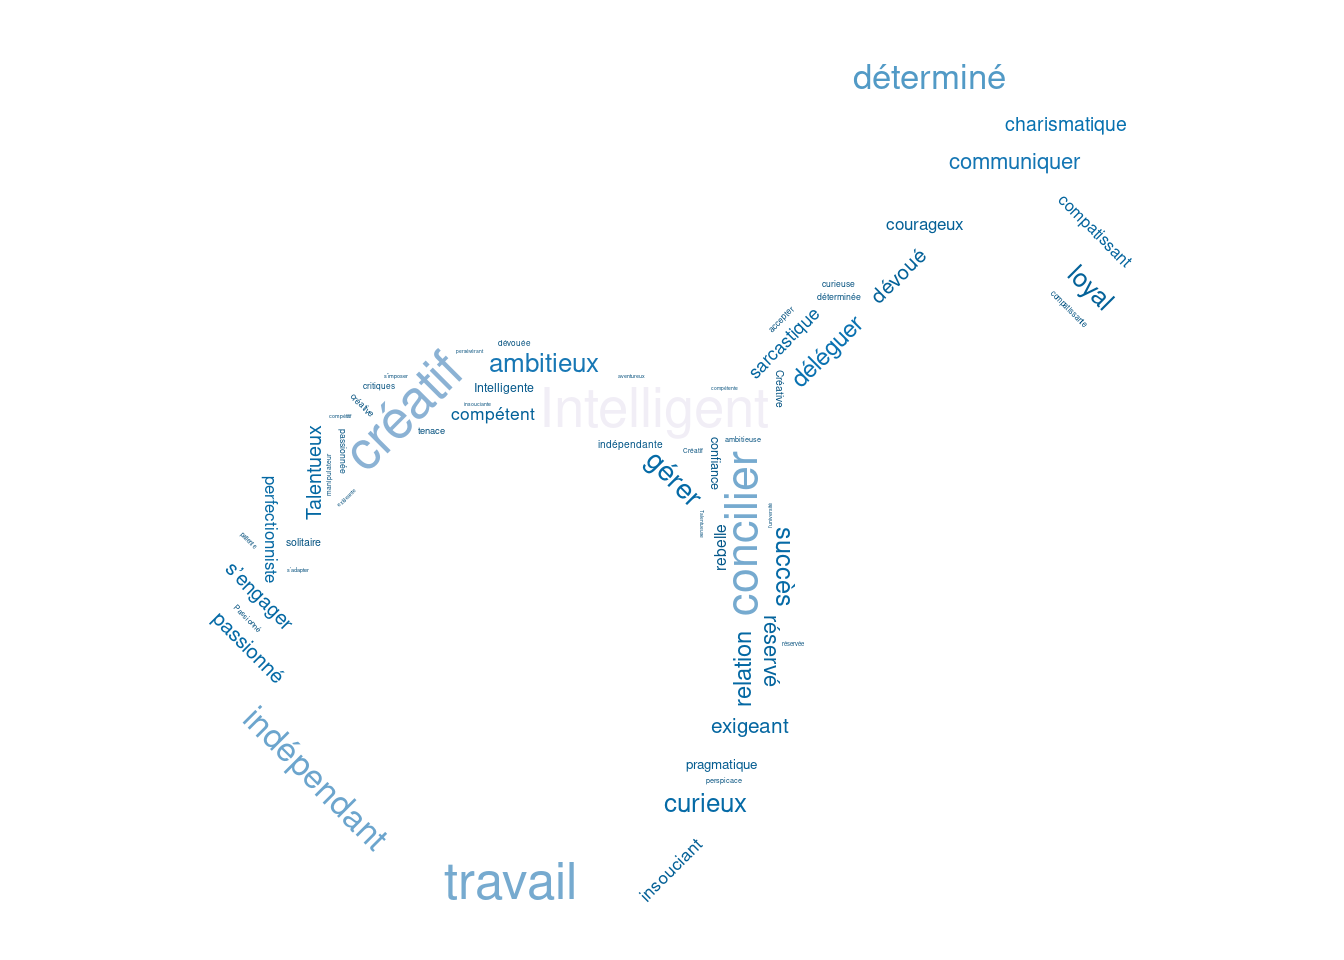 déterminé
charismatique
communiquer
compatissant
courageux
dévoué
loyal
curieuse
déterminée
compatissante
accepter
sarcastique
déléguer
dévouée
persévérant
ambitieux
créatif
s'imposer
aventureux
critiques
Intelligente
compétente
Créative
Intelligent
créative
insouciante
compétent
compétitif
tenace
Talentueux
passionnée
indépendante
ambitieuse
confiance
Créatif
gérer
manipulateur
concilier
perfectionniste
exigeante
Talentueuse
l'université
rebelle
succès
patiente
solitaire
s'adapter
s'engager
Passionné
passionné
relation
réservé
réservée
indépendant
exigeant
pragmatique
perspicace
curieux
insouciant
travail